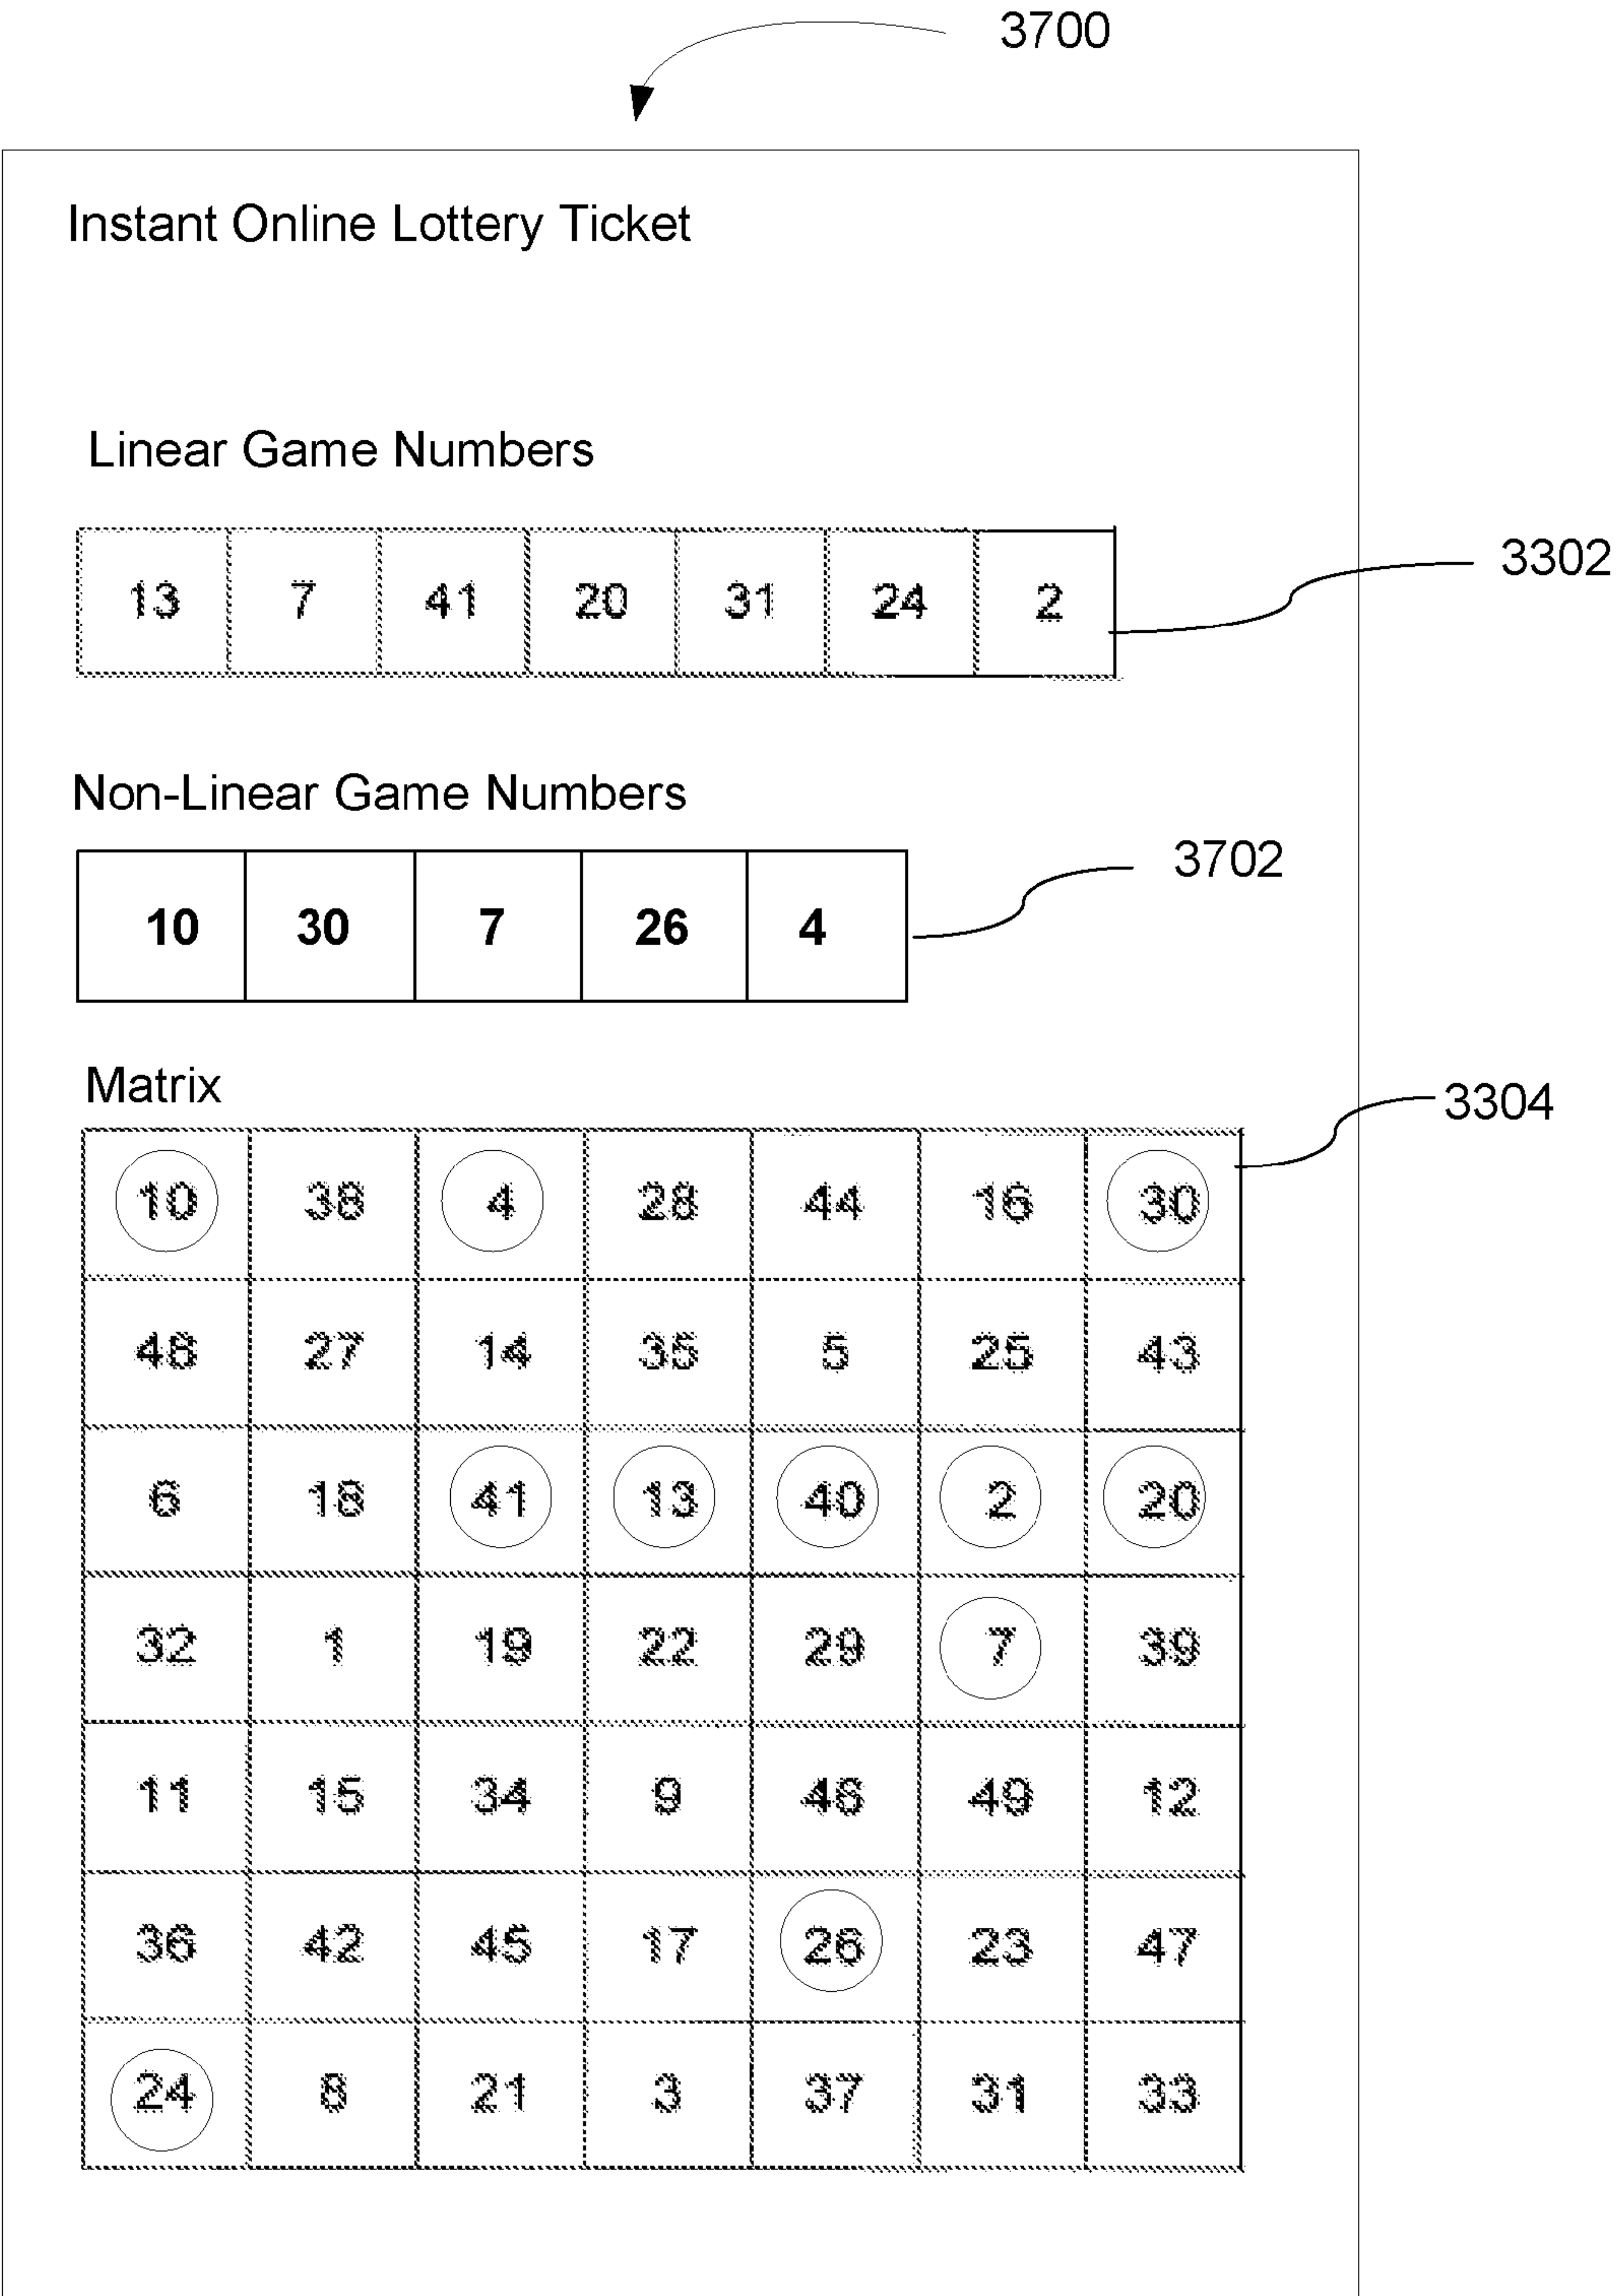 3700
Instant Online Lottery Ticket
Linear Game Numbers
13 7 41 20 31 24 2
3302
Non-Linear Game Numbers
10 30 7 26 4
3702
Matrix
3304
10 38 4 28 44 16 30
48 27 14 35 5 25 43
6 18 41 13 40 2 20
32 1 19 22 29 7 39
11 15 34 9 46 49 12
36 42 45 17 26 23 47
24 8 21 3 37 31 33